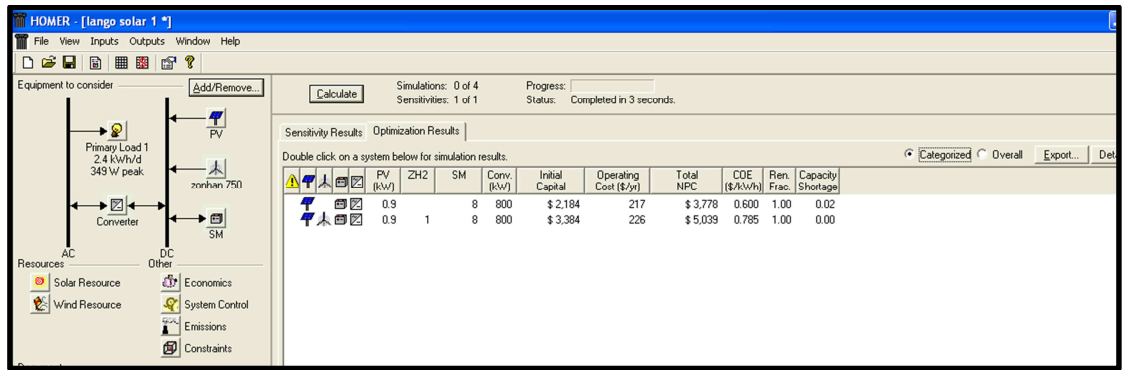 HOMER - [lango solar 1 *]
File View Inputs Outputs Window Help
Equipment to consider
Add/Remove...
Primary Load 1
2.4 kWh/d
349 W peak
PV
zonhan 750
Converter
SM
AC
DC
Resources
Other
Solar Resource
Economics
Wind Resource
System Control
Emissions
Constraints
Calculate
Simulations: 0 of 4
Progress:
Sensitivities: 1 of 1
Status: Completed in 3 seconds.
Sensitivity Results
Optimization Results
Double click on a system below for simulation results.
Categorized
Overall
Export...
Deta
PV (kW) ZH2 SM Conv. (kW) Initial Capital Operating Cost ($/yr) Total NPC COE ($/kWh) Ren. Frac. Capacity Shortage
0.9 8 800 $ 2,184 217 $ 3,778 0.600 1.00 0.02
0.9 1 8 800 $ 3,384 226 $ 5,039 0.785 1.00 0.00